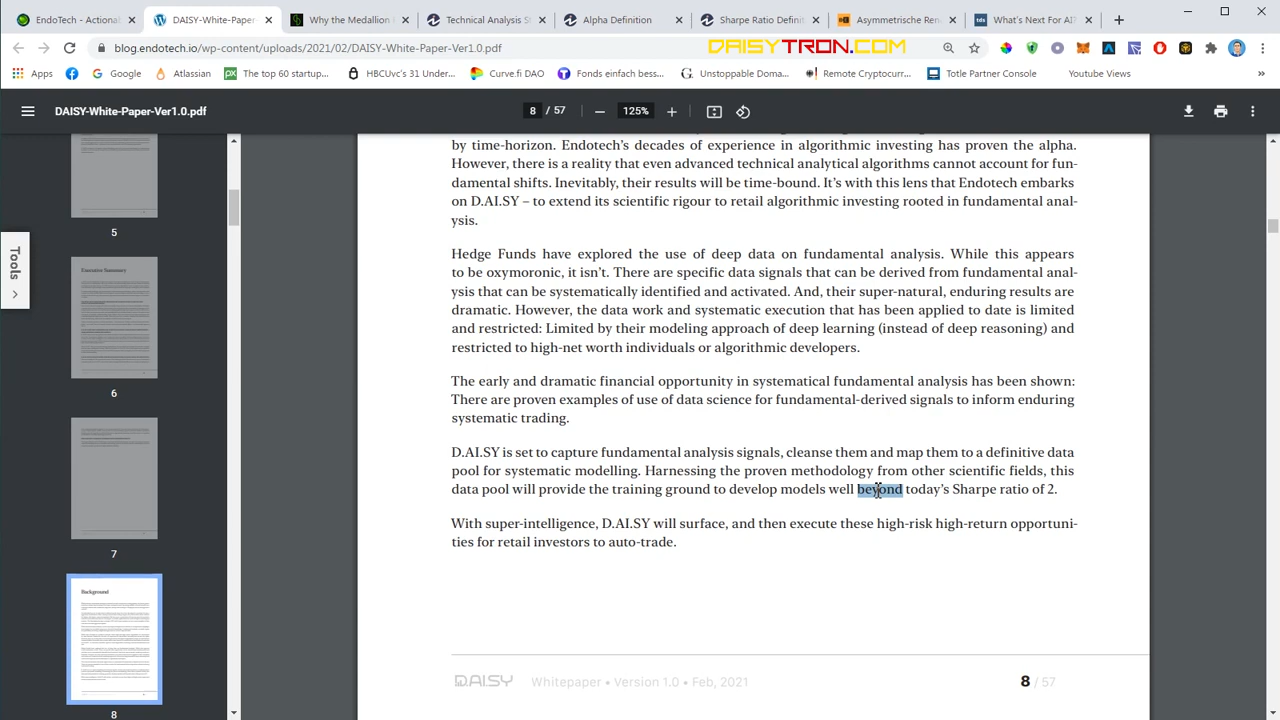 EndoTech - Actionab
DAISY-White-Paper-
Why the Medallion F
Technical Analysis S
Alpha Definition
Sharpe Ratio Definit
Asymmetrische Ren
What's Next For AI?
blog.endotech.io/wp-content/uploads/2021/02/DAISY-White-Paper-Ver1.0.pdf
DAISYTRON.COM
Apps
Google
Atlassian
The top 60 startup...
HBCUvc's 31 Under...
Curve.fi DAO
Fonds einfach bess...
Unstoppable Doma...
Remote Cryptocurr...
Totle Partner Console
Youtube Views
DAISY-White-Paper-Ver1.0.pdf
8 / 57
125%
Tools
5
Executive Summary
6
7
Background
8
by time-horizon. Endotech's decades of experience in algorithmic investing has proven the alpha.
However, there is a reality that even advanced technical analytical algorithms cannot account for fun-
damental shifts. Inevitably, their results will be time-bound. It's with this lens that Endotech embarks
on D.AI.SY – to extend its scientific rigour to retail algorithmic investing rooted in fundamental anal-
ysis.
Hedge Funds have explored the use of deep data on fundamental analysis. While this appears
to be oxymoronic, it isn't. There are specific data signals that can be derived from fundamental anal-
ysis that can be systematically identified and activated. And, their super-natural, enduring results are
dramatic. However, the data work and systematic execution that has been applied to date is limited
and restricted: Limited by their modeling approach of deep learning (instead of deep reasoning) and
restricted to high-net worth individuals or algorithmic developers.
The early and dramatic financial opportunity in systematical fundamental analysis has been shown:
There are proven examples of use of data science for fundamental-derived signals to inform enduring
systematic trading.
D.AI.SY is set to capture fundamental analysis signals, cleanse them and map them to a definitive data
pool for systematic modelling. Harnessing the proven methodology from other scientific fields, this
data pool will provide the training ground to develop models well beyond today's Sharpe ratio of 2.
With super-intelligence, D.AI.SY will surface, and then execute these high-risk high-return opportuni-
ties for retail investors to auto-trade.
D.AI.SY Whitepaper • Version 1.0 • Feb, 2021
8 / 57